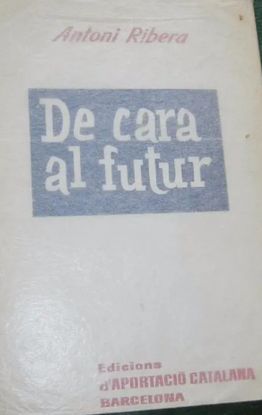 Antoni Ribera
De cara
al futur
Edicions
d'APORTACIÓ CATALANA
BARCELONA